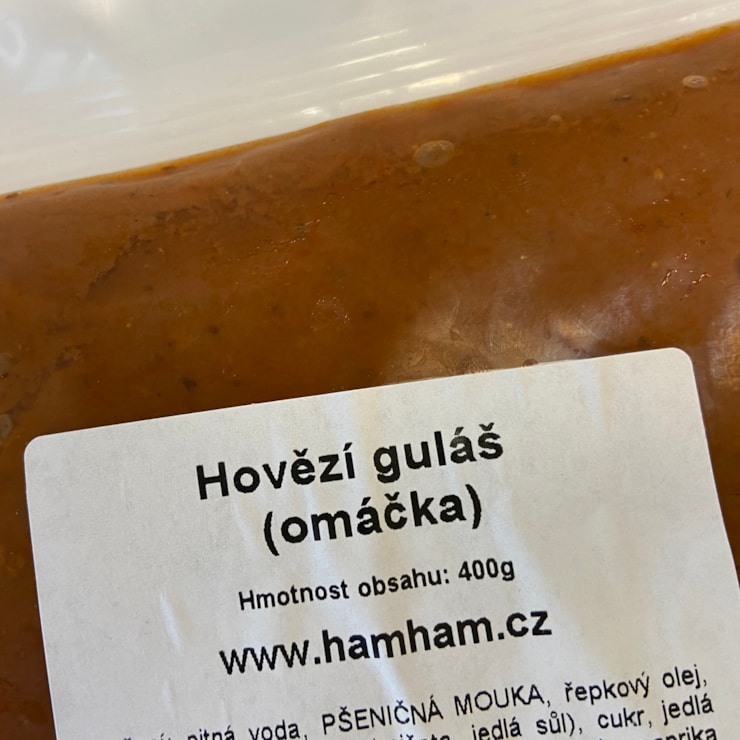 Hovězí guláš
(omáčka)
Hmotnost obsahu: 400g
www.hamham.cz
pitná voda, PŠENIČNÁ MOUKA, řepkový olej,
jedlá sůl), cukr, jedlá